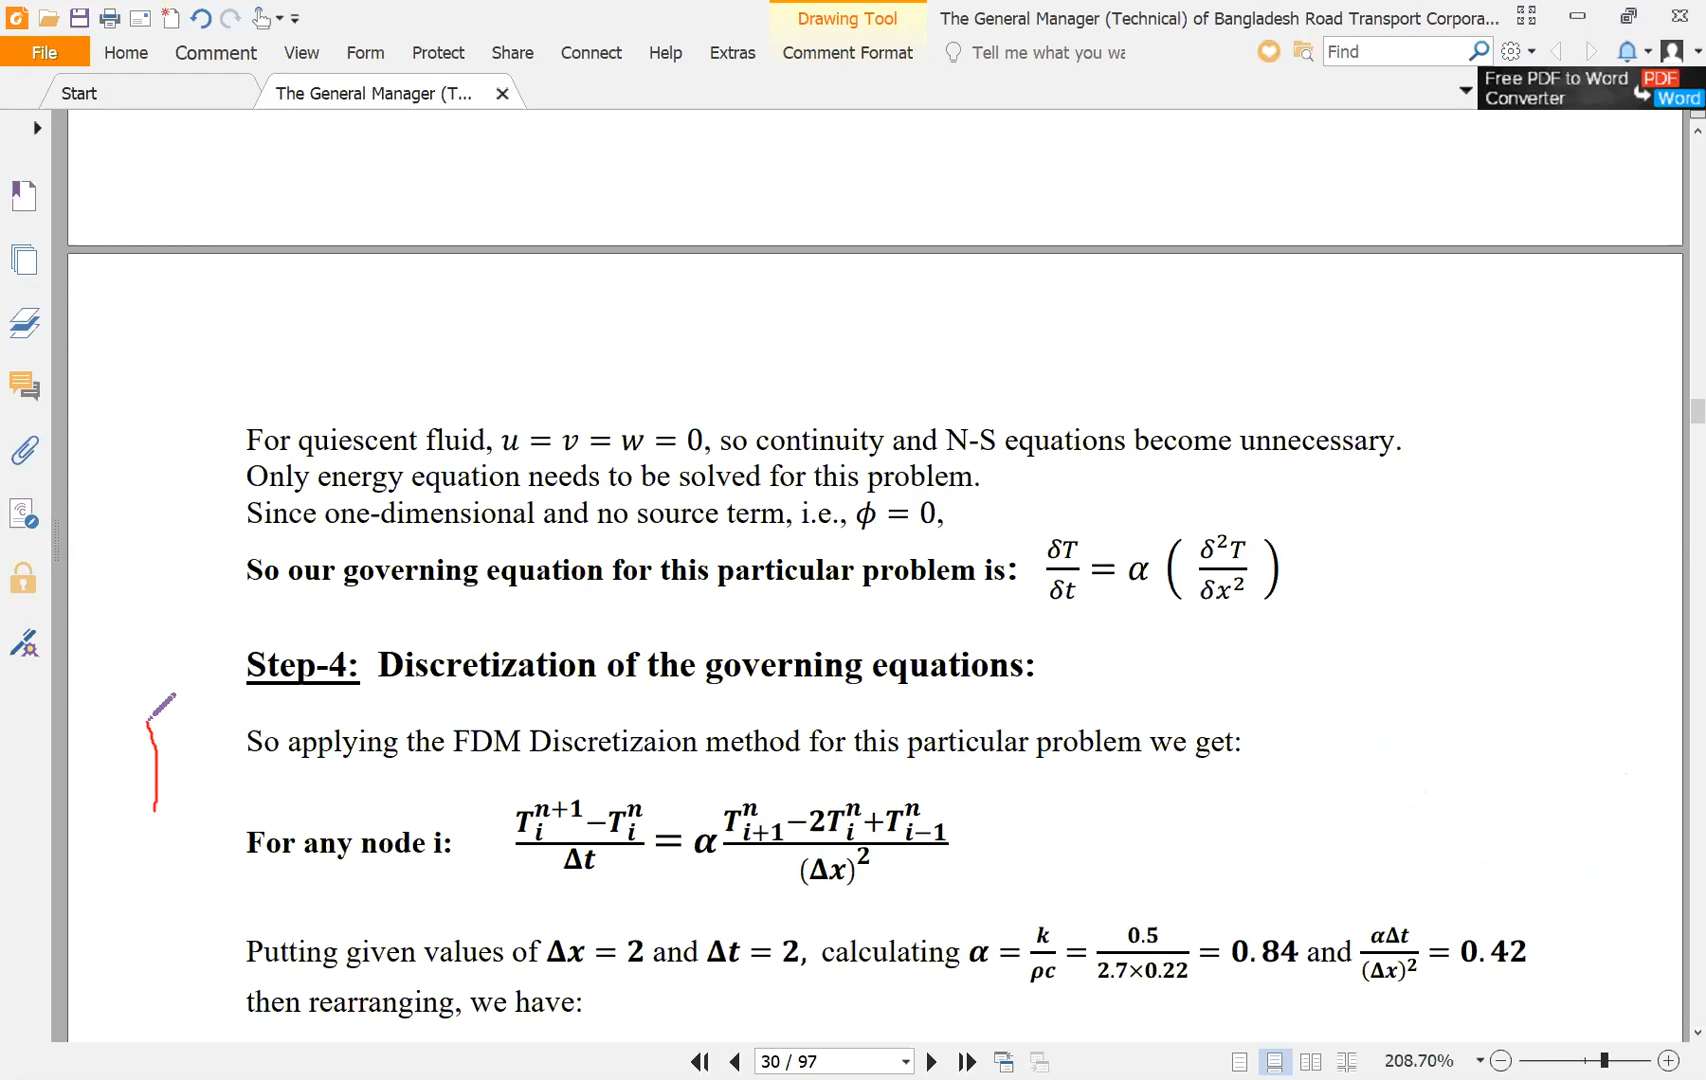 Drawing Tool
The General Manager (Technical) of Bangladesh Road Transport Corpora...
File Home Comment View Form Protect Share Connect Help Extras Comment Format Tell me what you wa Find
Free PDF to Word Converter PDF Word
Start The General Manager (T...
For quiescent fluid, u = v = w = 0, so continuity and N-S equations become unnecessary.
Only energy equation needs to be solved for this problem.
Since one-dimensional and no source term, i.e., ϕ = 0,
So our governing equation for this particular problem is: δT/δt = α ( δ²T/δx² )
Step-4: Discretization of the governing equations:
So applying the FDM Discretizaion method for this particular problem we get:
For any node i: (T_i^{n+1} − T_i^n)/Δt = α (T_{i+1}^n − 2T_i^n + T_{i−1}^n)/(Δx)²
Putting given values of Δx = 2 and Δt = 2, calculating α = k/ρc = 0.5/2.7×0.22 = 0.84 and αΔt/(Δx)² = 0.42
then rearranging, we have:
30 / 97 208.70%